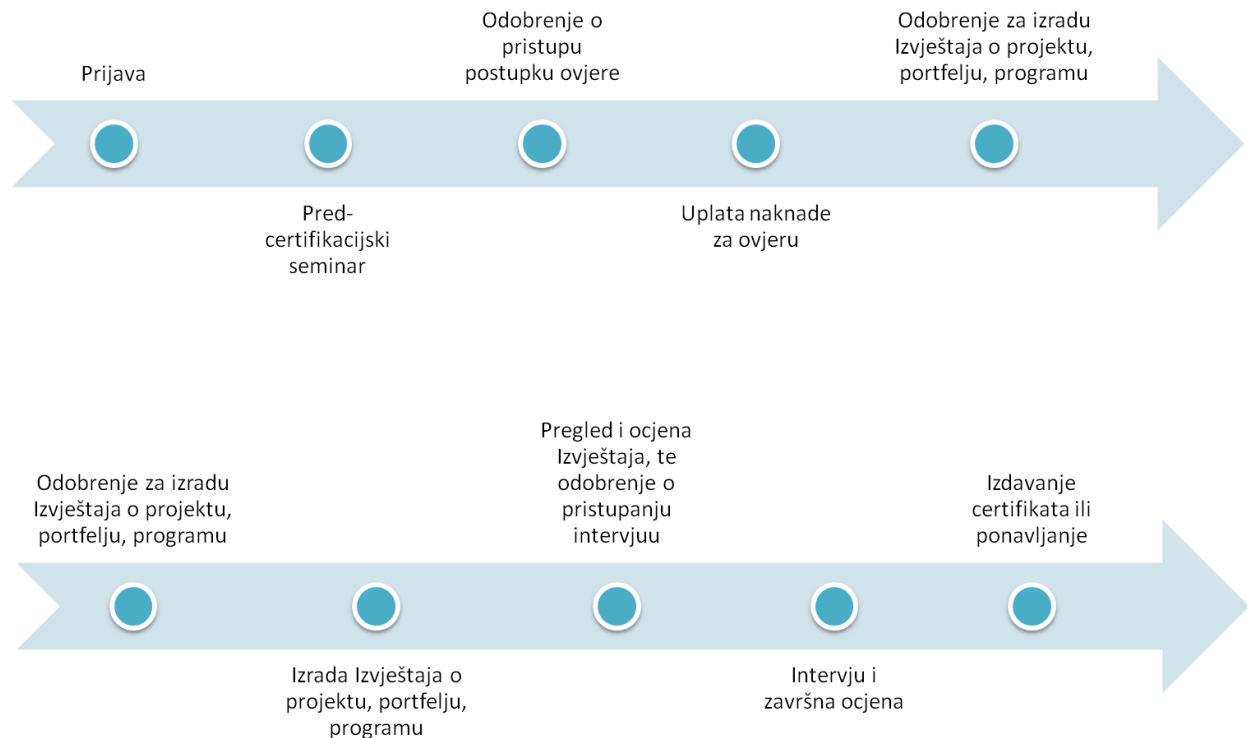 Prijava
Pred-
certifikacijski
seminar
Odobrenje o
pristupu
postupku ovjere
Uplata naknade
za ovjeru
Odobrenje za izradu
Izvještaja o projektu,
portfelju, programu
Odobrenje za izradu
Izvještaja o projektu,
portfelju, programu
Izrada Izvještaja o
projektu, portfelju,
programu
Pregled i ocjena
Izvještaja, te
odobrenje o
pristupanju
intervjuu
Intervju i
završna ocjena
Izdavanje
certifikata ili
ponavljanje